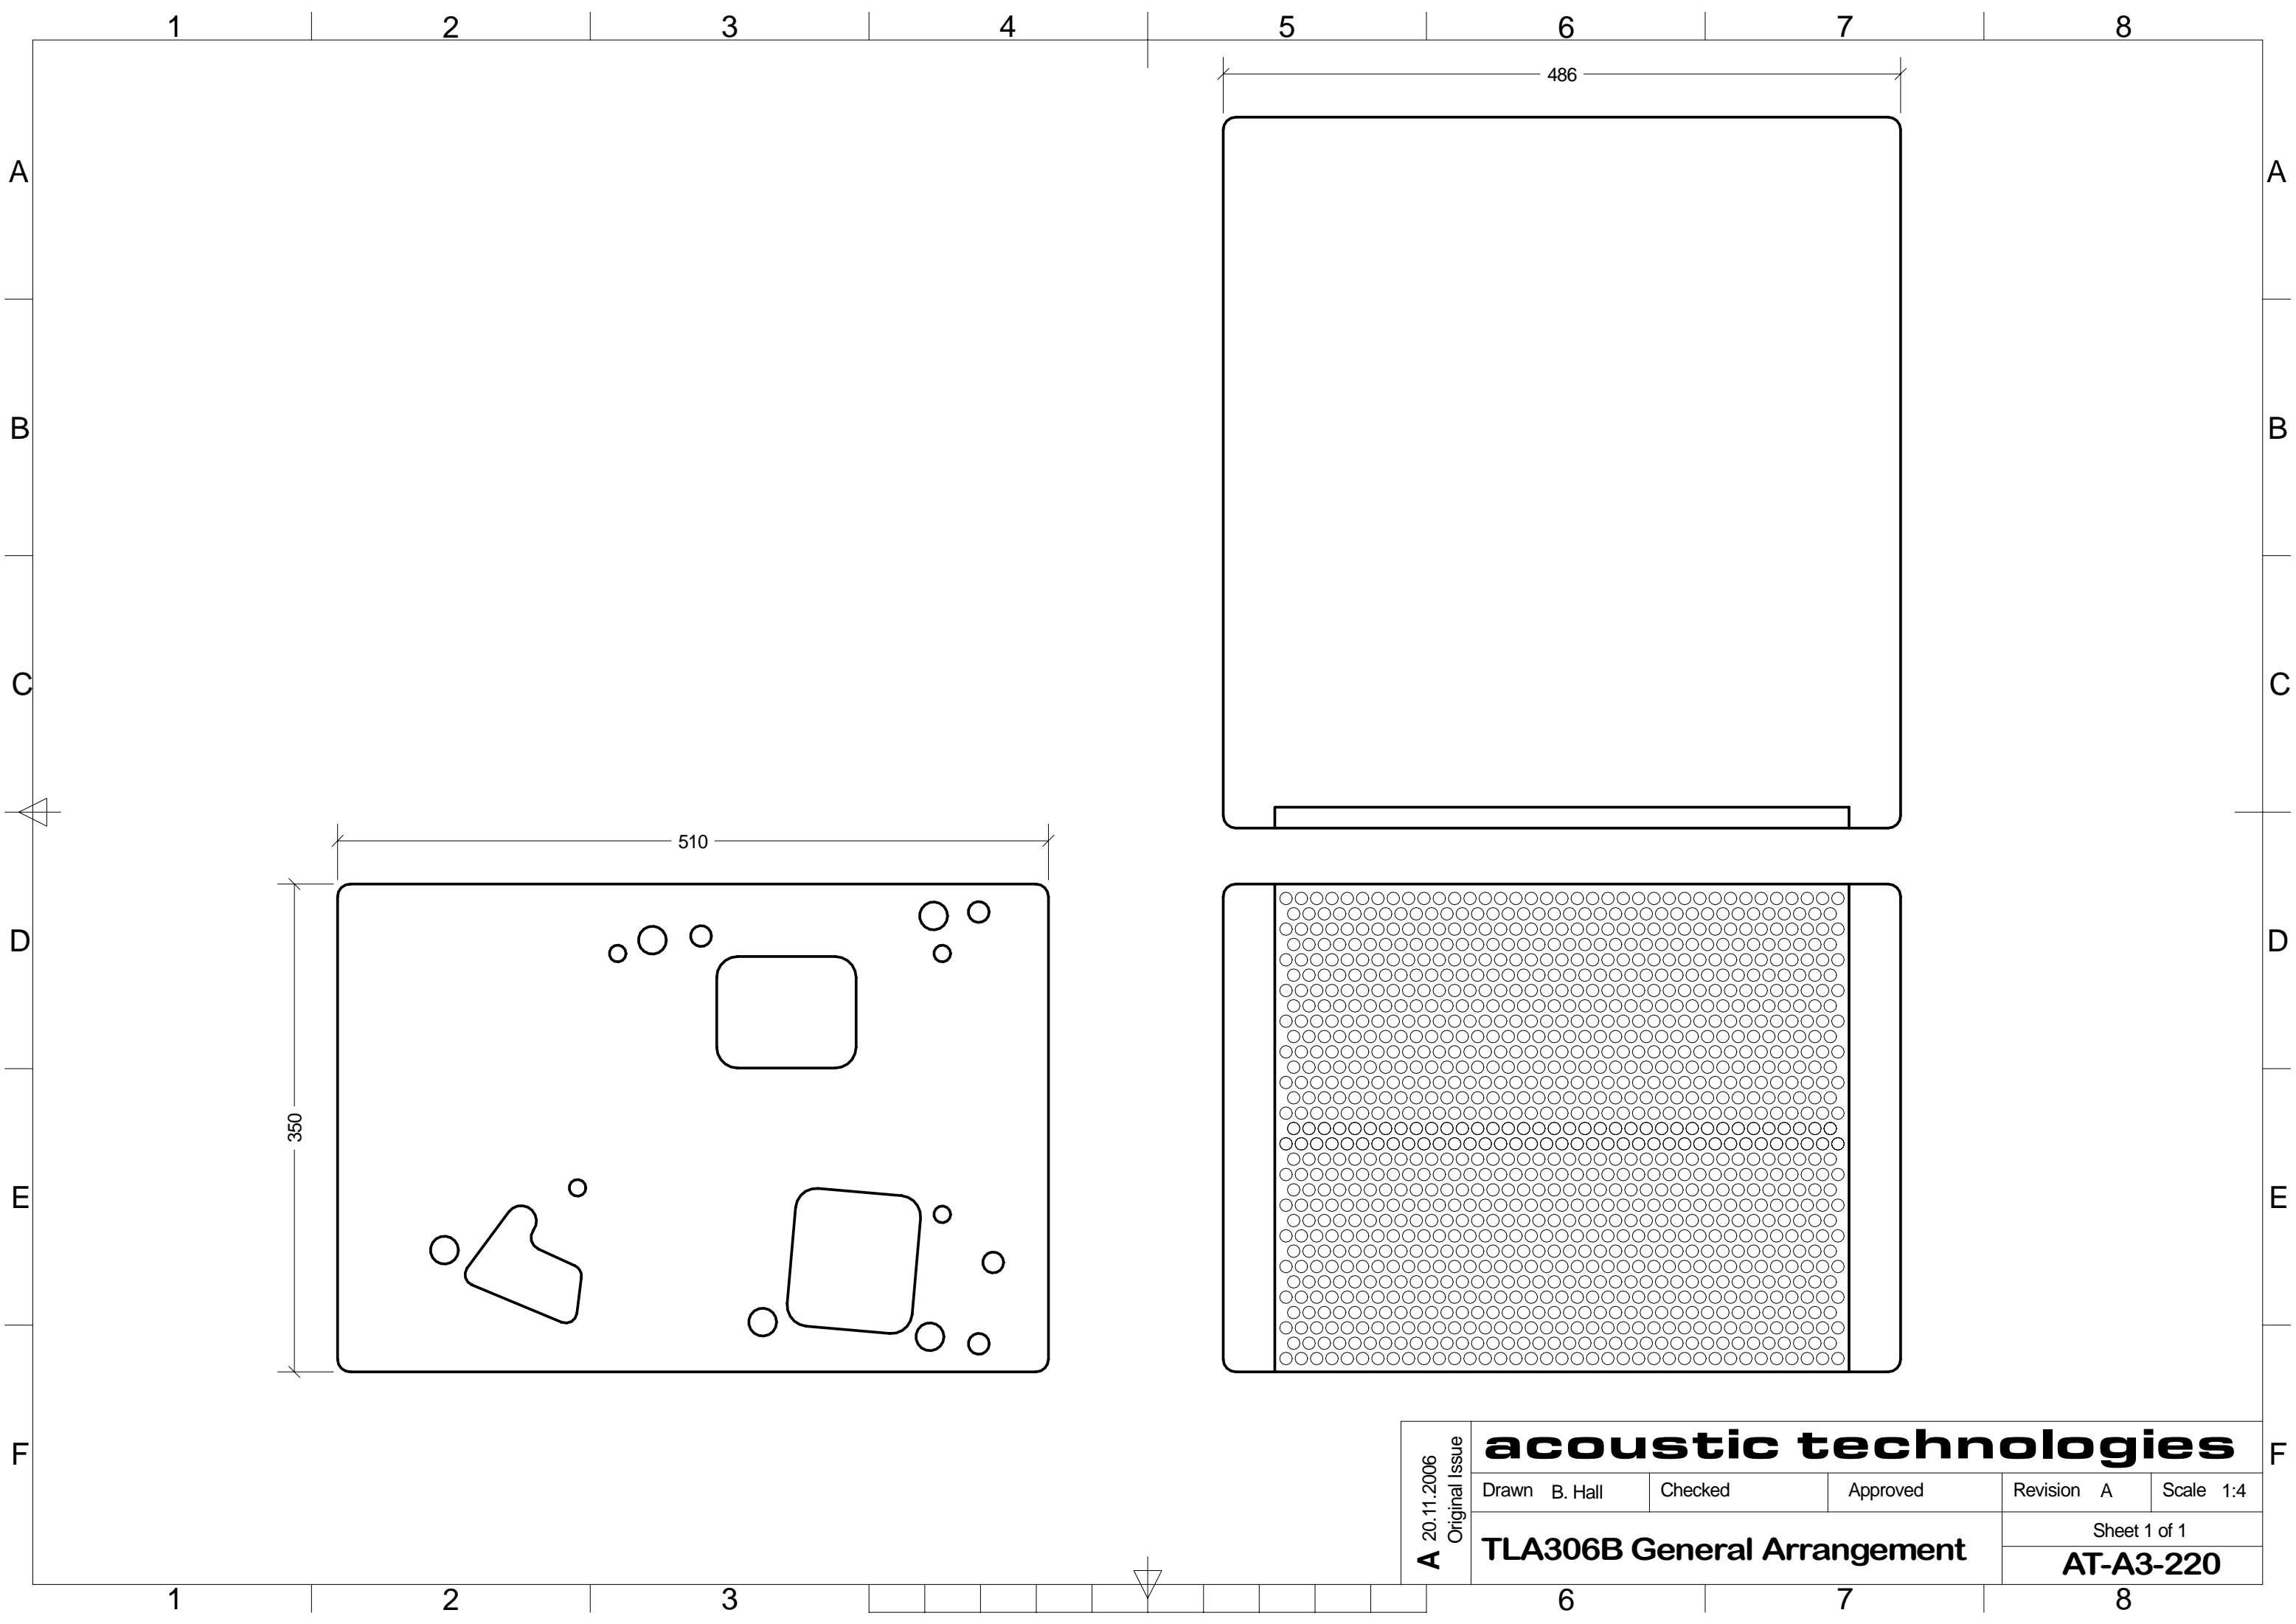 1 2 3 4 5 6 7 8
486
A A
B B
C C
510
D D
350
E E
F F
A 20.11.2006
Original Issue
acoustic technologies
Drawn B. Hall Checked Approved Revision A Scale 1:4
TLA306B General Arrangement
Sheet 1 of 1
AT-A3-220
1 2 3 6 7 8